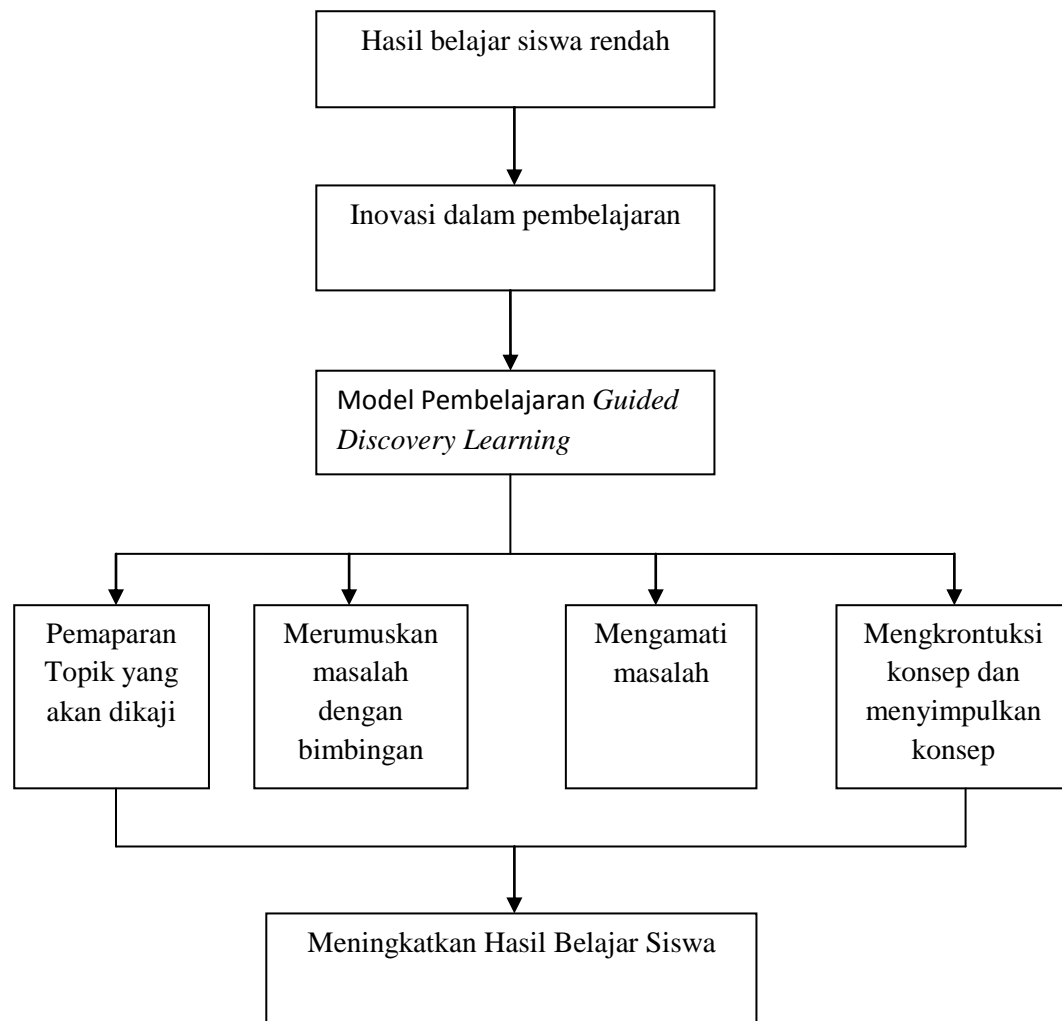 Hasil belajar siswa rendah
Inovasi dalam pembelajaran
Model Pembelajaran Guided
Discovery Learning
Pemaparan
Topik yang
akan dikaji
Merumuskan
masalah
dengan
bimbingan
Mengamati
masalah
Mengkrontuksi
konsep dan
menyimpulkan
konsep
Meningkatkan Hasil Belajar Siswa